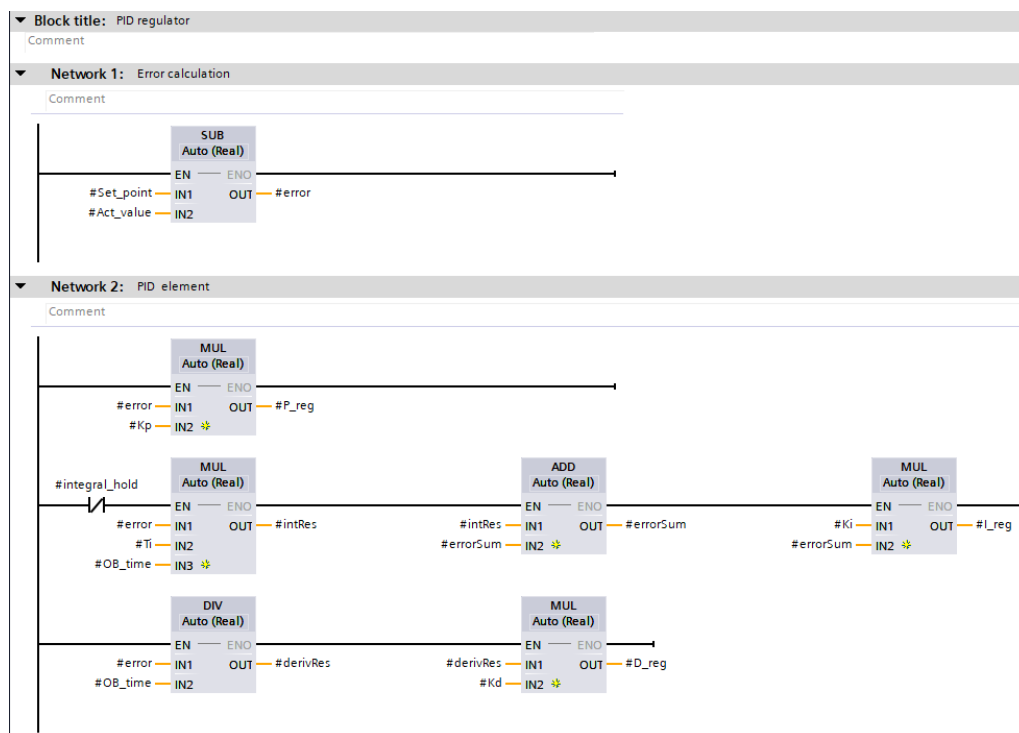 Block title: PID regulator
Comment
Network 1: Error calculation
Comment
SUB
Auto (Real)
EN ENO
#Set_point IN1 OUT #error
#Act_value IN2
Network 2: PID element
Comment
MUL
Auto (Real)
EN ENO
#error IN1 OUT #P_reg
#Kp IN2
MUL ADD MUL
#integral_hold Auto (Real) Auto (Real) Auto (Real)
EN ENO EN ENO EN ENO
#error IN1 OUT #intRes #intRes IN1 OUT #errorSum #Ki IN1 OUT #I_reg
#Ti IN2 #errorSum IN2 #errorSum IN2
#OB_time IN3
DIV MUL
Auto (Real) Auto (Real)
EN ENO EN ENO
#error IN1 OUT #derivRes #derivRes IN1 OUT #D_reg
#OB_time IN2 #Kd IN2